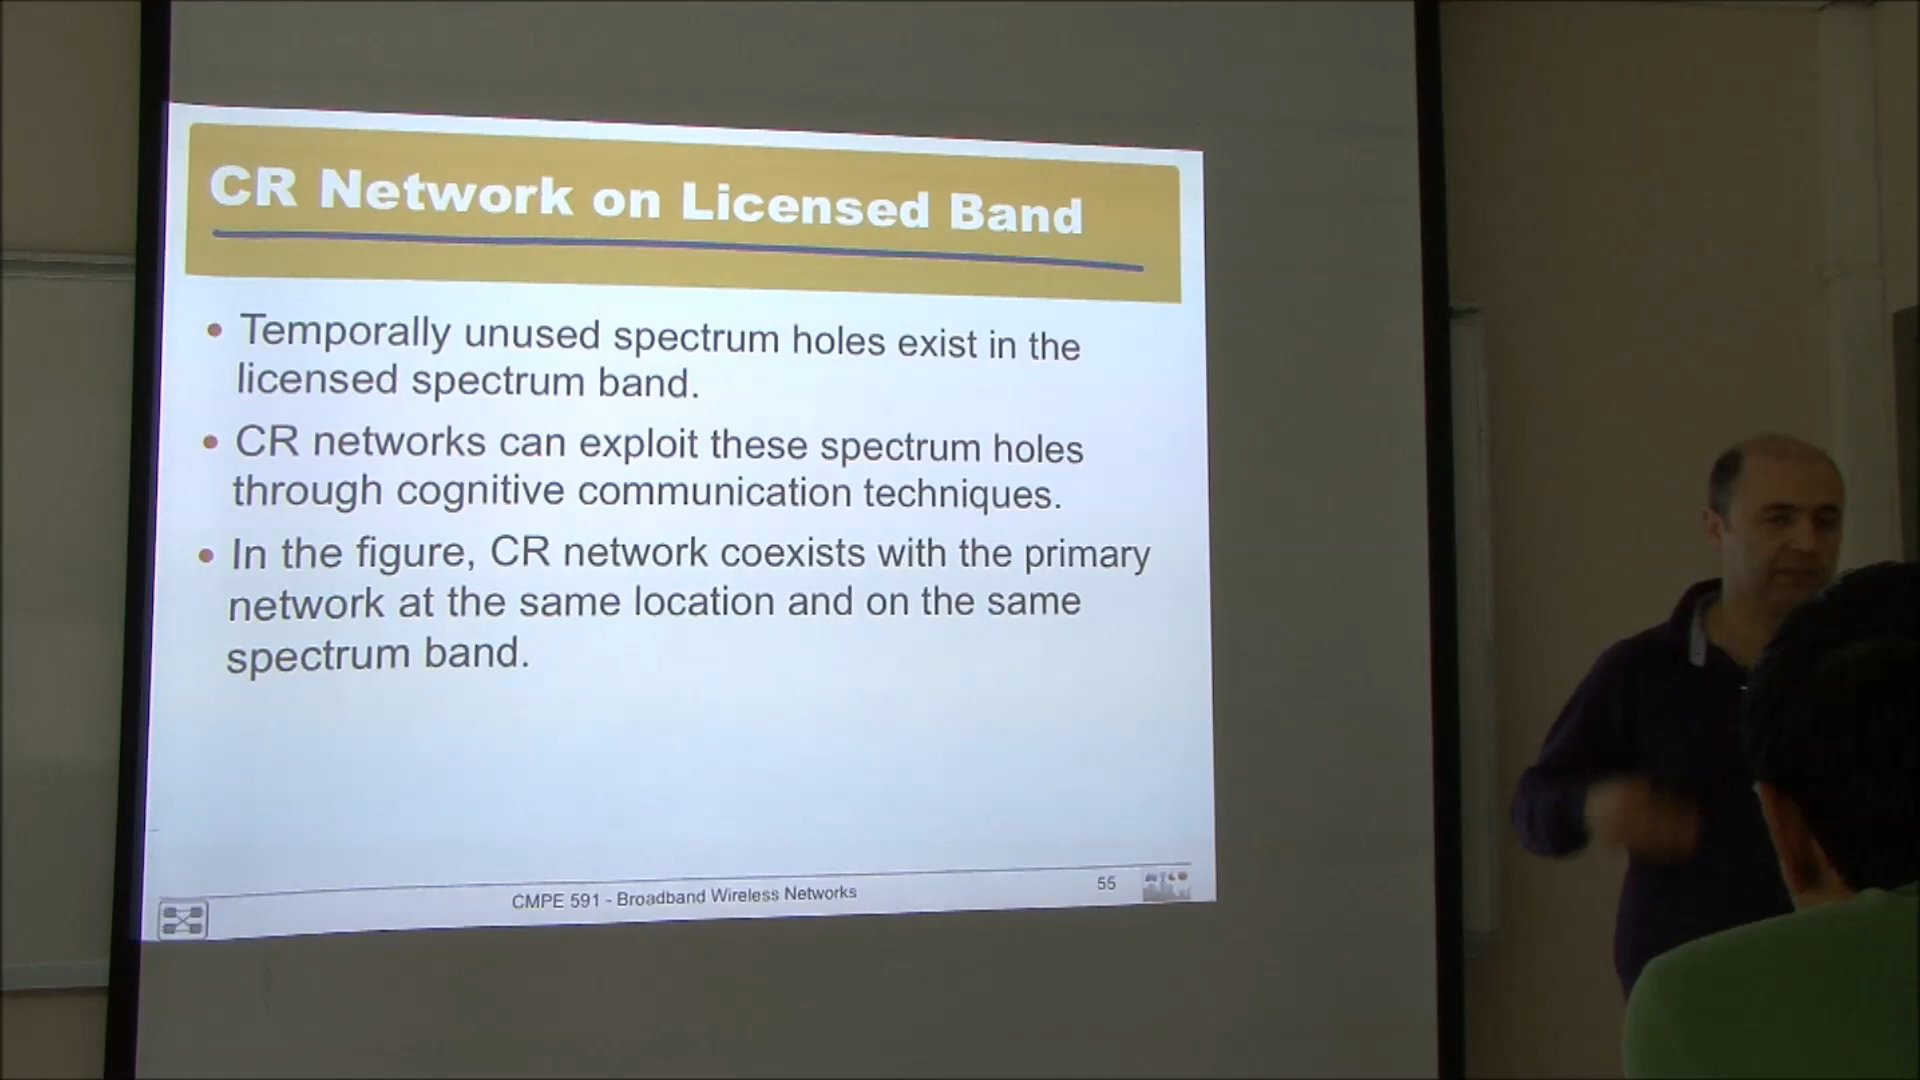 CR Network on Licensed Band
• Temporally unused spectrum holes exist in the
licensed spectrum band.
• CR networks can exploit these spectrum holes
through cognitive communication techniques.
• In the figure, CR network coexists with the primary
network at the same location and on the same
spectrum band.
CMPE 591 - Broadband Wireless Networks
55